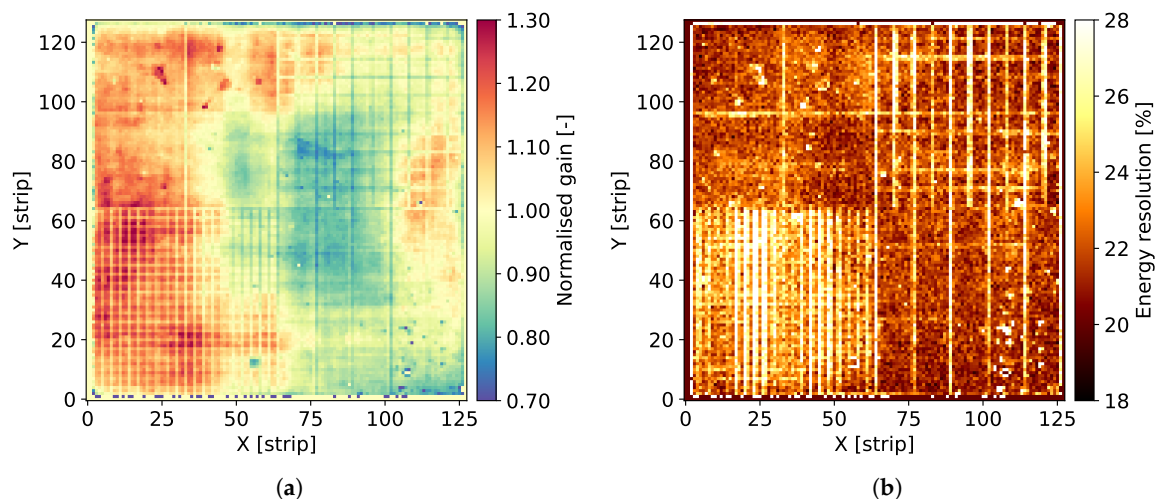 120
100
80
60
40
20
0
0 25 50 75 100 125
X [strip]
Y [strip]
1.30
1.20
1.10
1.00
0.90
0.80
0.70
Normalised gain [-]
(a)
120
100
80
60
40
20
0
0 25 50 75 100 125
X [strip]
Y [strip]
28
26
24
22
20
18
Energy resolution [%]
(b)